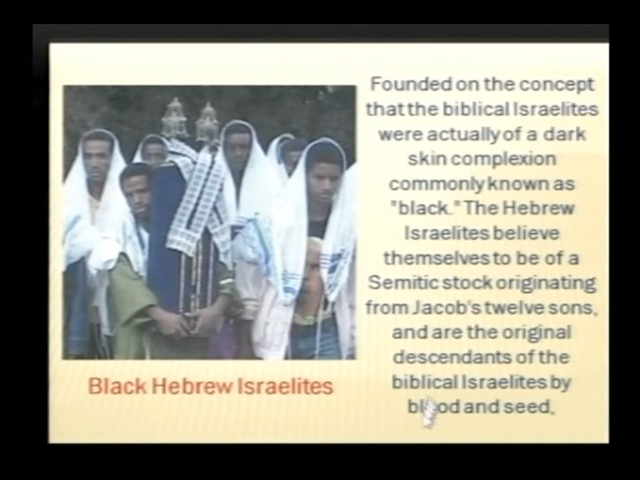 Founded on the concept
that the biblical Israelites
were actually of a dark
skin complexion
commonly known as
"black." The Hebrew
Israelites believe
themselves to be of a
Semitic stock originating
from Jacob's twelve sons,
and are the original
descendants of the
biblical Israelites by
blood and seed,
Black Hebrew Israelites